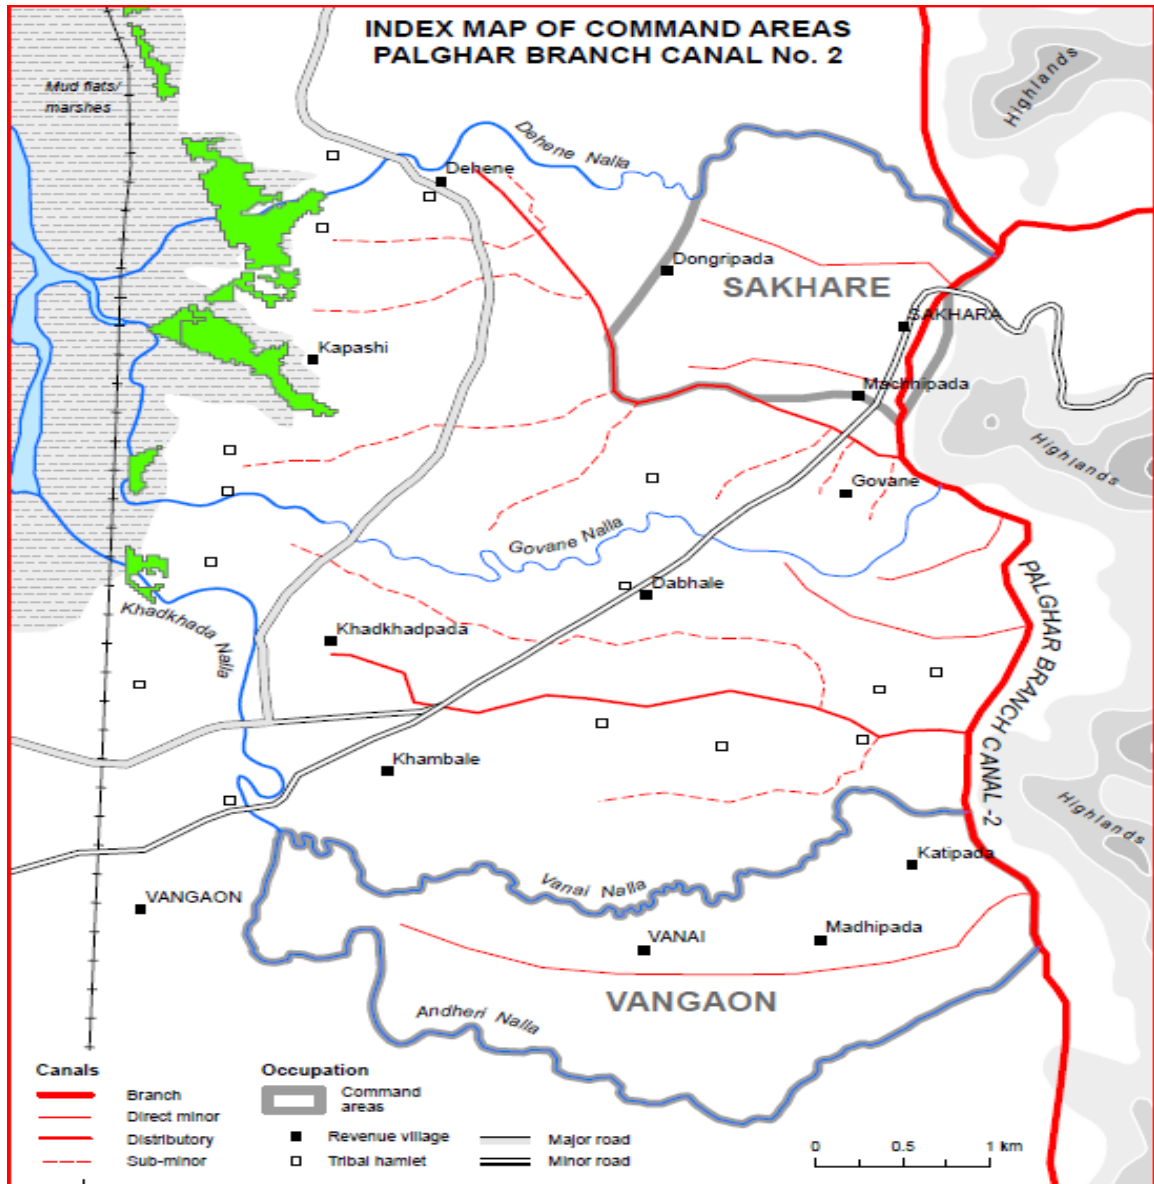 INDEX MAP OF COMMAND AREAS
PALGHAR BRANCH CANAL No. 2
Mud flats/
marshes
Highlands
Dehene Nalla
Dehene
Dongripada
SAKHARE
SAKHARA
Kapashi
Machhipada
Highlands
Govane
Govane Nalla
Dabhale
PALGHAR BRANCH CANAL -2
Khadkhada Nalla
Khadkhadpada
Khambale
Highlands
Katipada
Vanai Nalla
VANGAON
VANAI
Madhipada
VANGAON
Andheri Nalla
Canals
Branch
Direct minor
Distributory
Sub-minor
Occupation
Command
areas
Revenue village
Tribal hamlet
Major road
Minor road
0 0.5 1 km